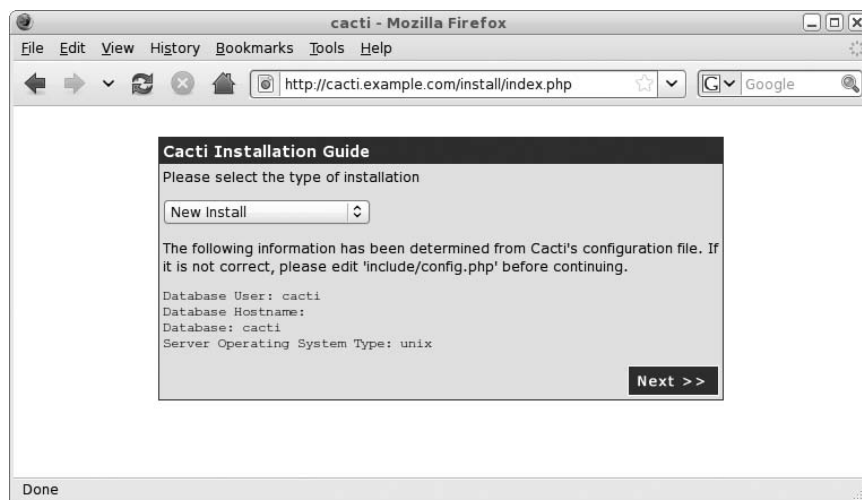 cacti - Mozilla Firefox
File Edit View History Bookmarks Tools Help
http://cacti.example.com/install/index.php
G Google
Cacti Installation Guide
Please select the type of installation
New Install
The following information has been determined from Cacti's configuration file. If
it is not correct, please edit 'include/config.php' before continuing.
Database User: cacti
Database Hostname:
Database: cacti
Server Operating System Type: unix
Next >>
Done